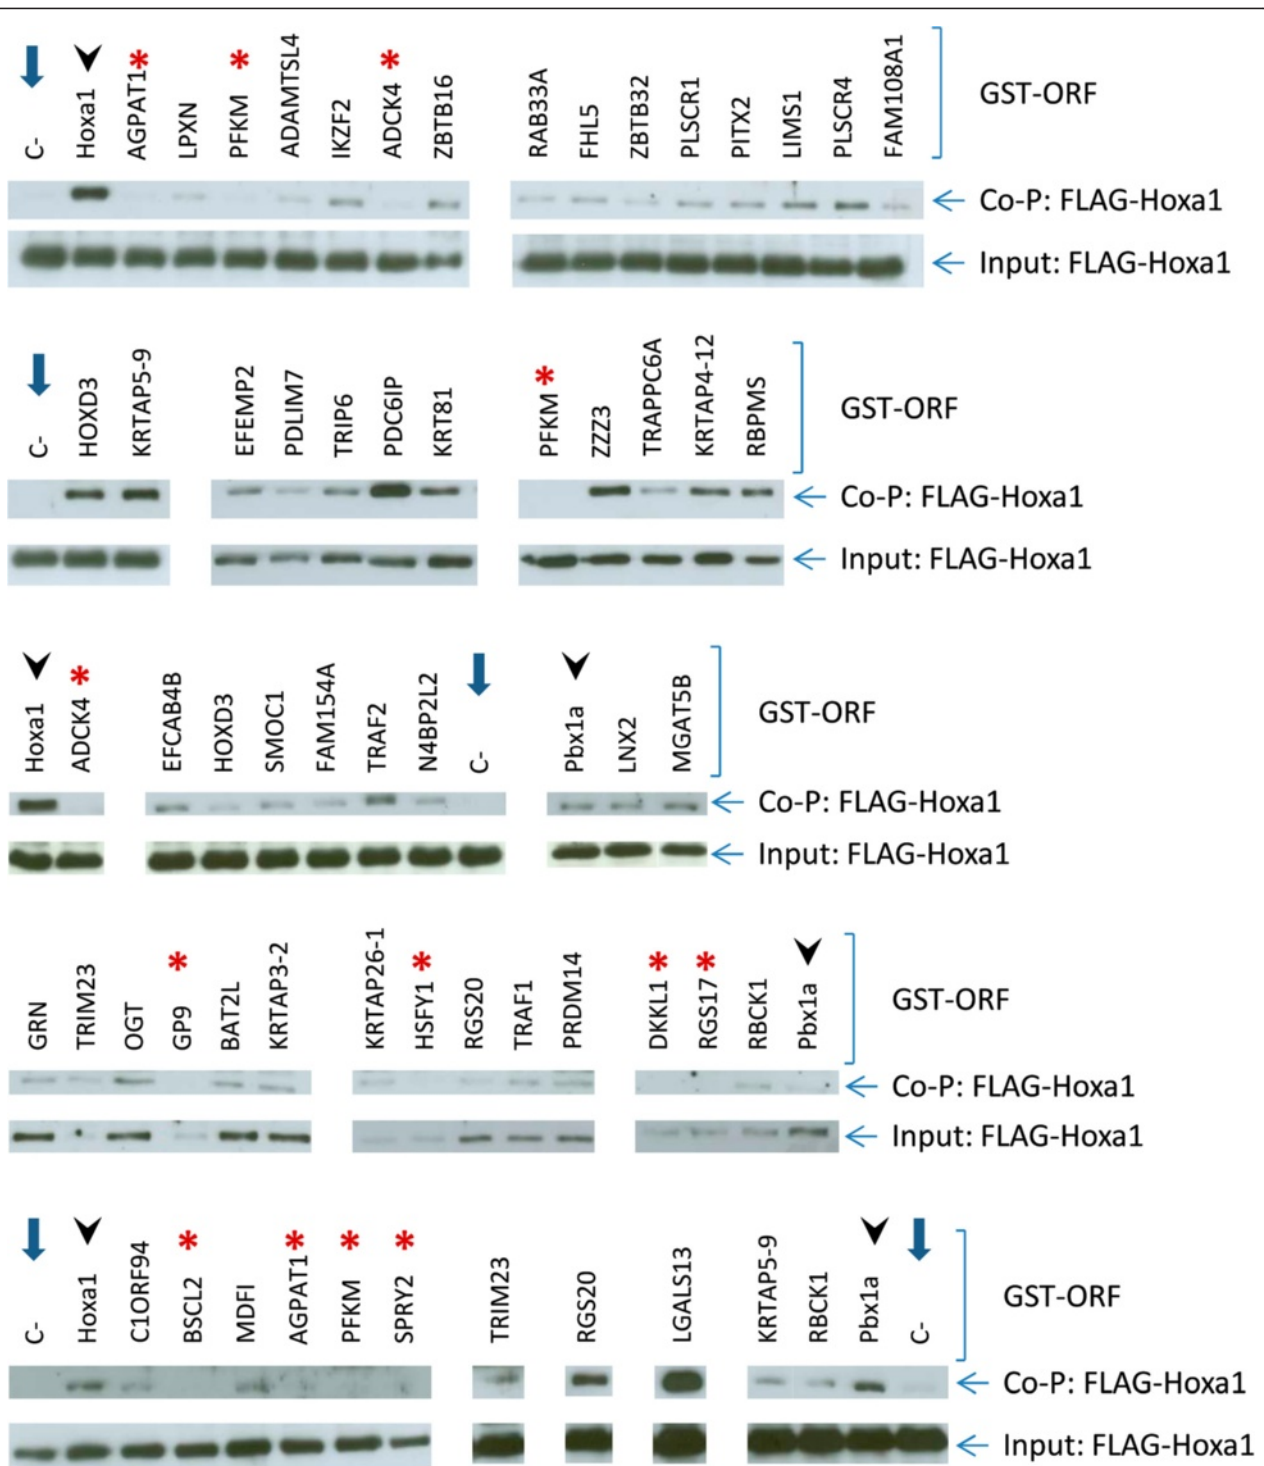 C- Hoxa1 AGPAT1* LPXN PFKM * ADAMTSL4 IKZF2 ADCK4 * ZBTB16 RAB33A FHL5 ZBTB32 PLSCR1 PITX2 LIMS1 PLSCR4 FAM108A1 GST-ORF
Co-P: FLAG-Hoxa1
Input: FLAG-Hoxa1
C- HOXD3 KRTAP5-9 EFEMP2 PDLIM7 TRIP6 PDC6IP KRT81 PFKM * ZZZ3 TRAPPC6A KRTAP4-12 RBPMS GST-ORF
Co-P: FLAG-Hoxa1
Input: FLAG-Hoxa1
Hoxa1 ADCK4 * EFCAB4B HOXD3 SMOC1 FAM154A TRAF2 N4BP2L2 C- Pbx1a LNX2 MGAT5B GST-ORF
Co-P: FLAG-Hoxa1
Input: FLAG-Hoxa1
GRN TRIM23 OGT GP9 * BAT2L KRTAP3-2 KRTAP26-1 HSFY1 * RGS20 TRAF1 PRDM14 DKKL1 * RGS17 * RBCK1 Pbx1a GST-ORF
Co-P: FLAG-Hoxa1
Input: FLAG-Hoxa1
C- Hoxa1 C1ORF94 BSCL2 * MDFI AGPAT1 * PFKM * SPRY2 * TRIM23 RGS20 LGALS13 KRTAP5-9 RBCK1 Pbx1a C- GST-ORF
Co-P: FLAG-Hoxa1
Input: FLAG-Hoxa1